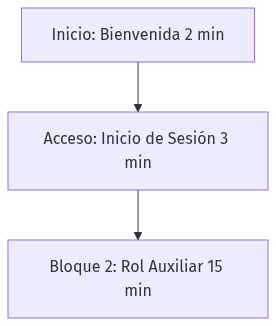 Inicio: Bienvenida 2 min
Acceso: Inicio de Sesión 3
min
Bloque 2: Rol Auxiliar 15
min